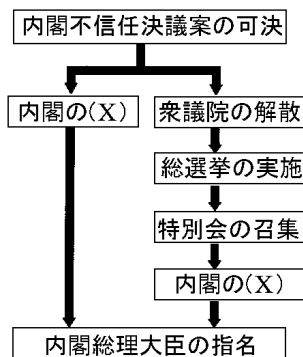 内閣不信任決議案の可決
内閣の(X)
衆議院の解散
総選挙の実施
特別会の召集
内閣の(X)
内閣総理大臣の指名